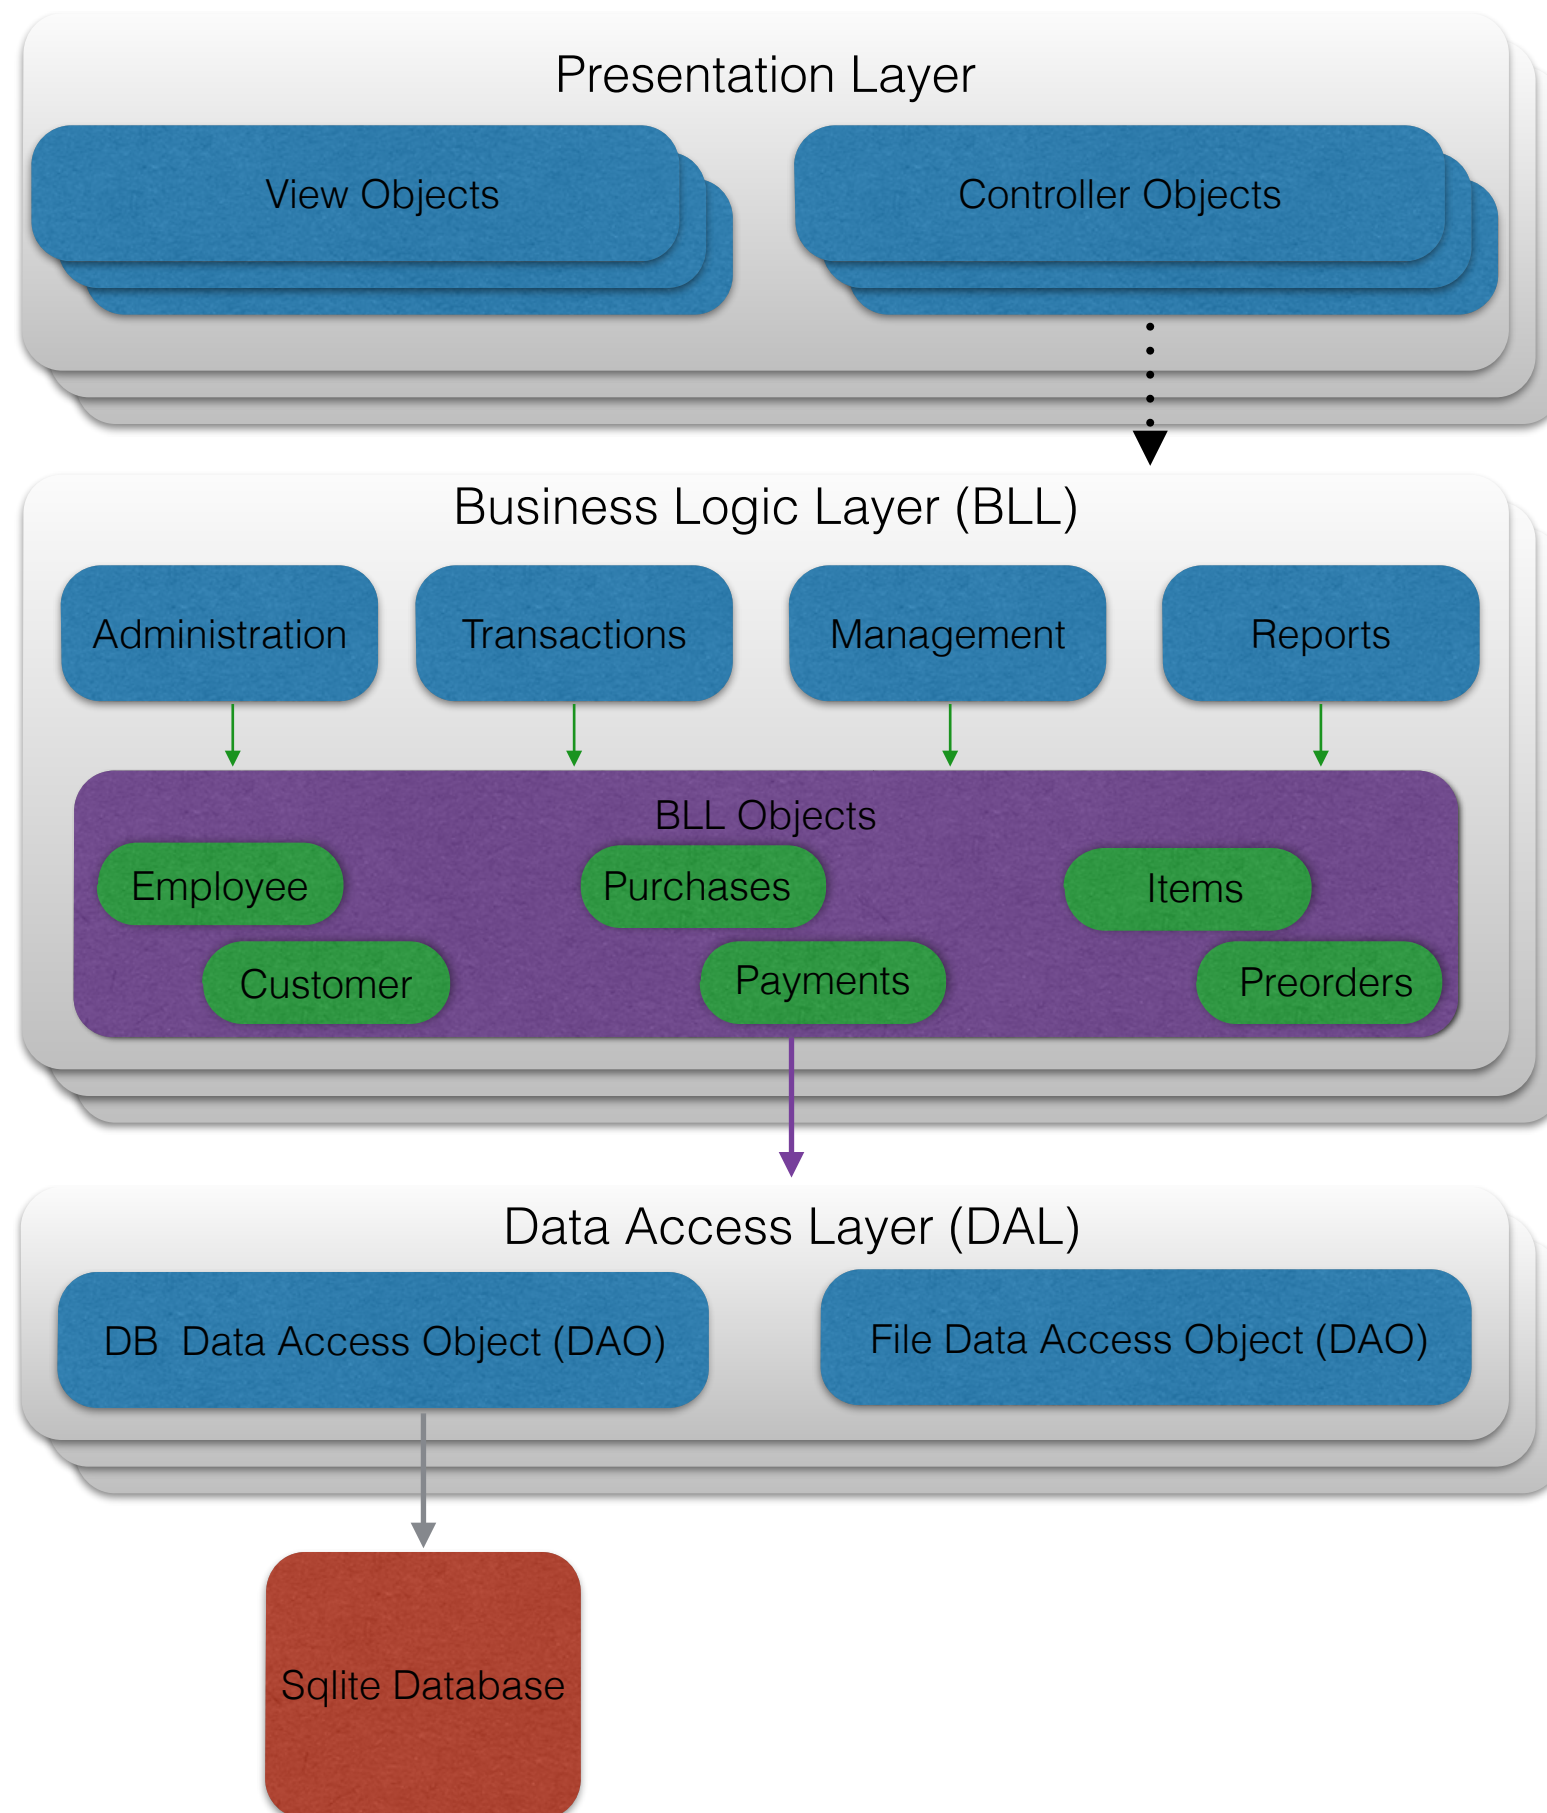 Presentation Layer
View Objects
Controller Objects
Business Logic Layer (BLL)
Administration
Transactions
Management
Reports
BLL Objects
Employee
Purchases
Items
Customer
Payments
Preorders
Data Access Layer (DAL)
DB  Data Access Object (DAO)
File Data Access Object (DAO)
Sqlite Database